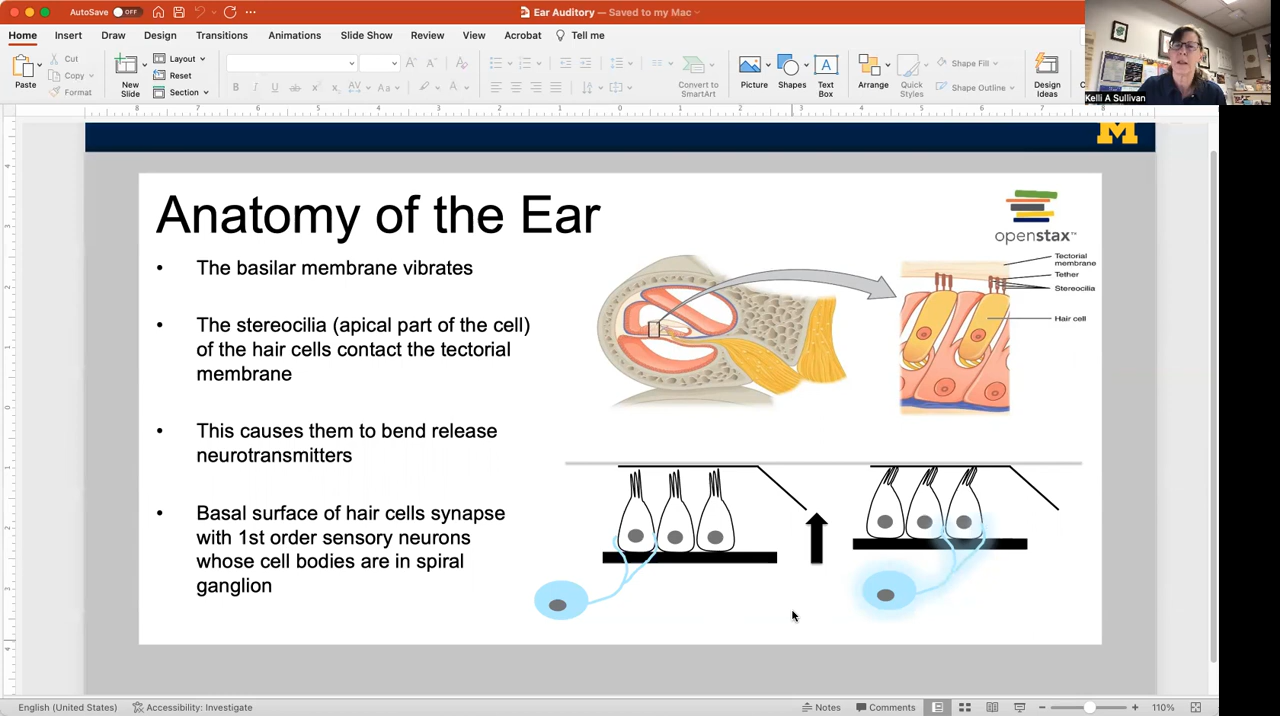 AutoSave OFF
Ear Auditory — Saved to my Mac
Home Insert Draw Design Transitions Animations Slide Show Review View Acrobat Tell me
Paste
Cut
Copy
Format
New Slide
Layout
Reset
Section
Convert to SmartArt
Picture
Shapes
Text Box
Arrange
Quick Styles
Shape Fill
Shape Outline
Design Ideas
Kelli A Sullivan
M
Anatomy of the Ear
openstax™
• The basilar membrane vibrates
• The stereocilia (apical part of the cell)
of the hair cells contact the tectorial
membrane
• This causes them to bend release
neurotransmitters
• Basal surface of hair cells synapse
with 1st order sensory neurons
whose cell bodies are in spiral
ganglion
Tectorial
membrane
Tether
Stereocilia
Hair cell
English (United States)
Accessibility: Investigate
Notes
Comments
110%